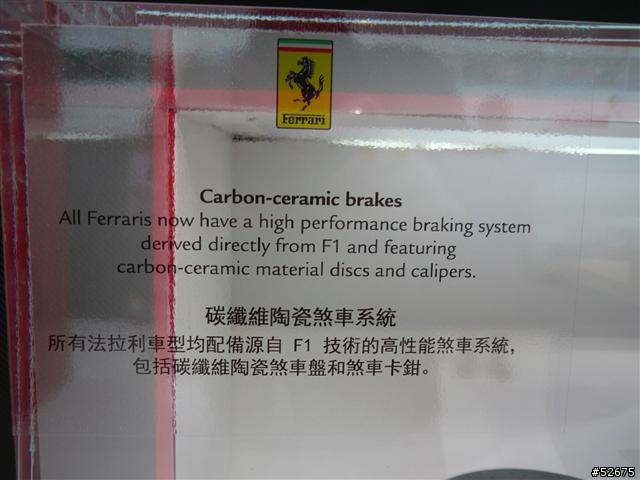 Ferrari
Carbon-ceramic brakes
All Ferraris now have a high performance braking system
derived directly from F1 and featuring
carbon-ceramic material discs and calipers.
碳纖維陶瓷煞車系統
所有法拉利車型均配備源自 F1 技術的高性能煞車系統，
包括碳纖維陶瓷煞車盤和煞車卡鉗。
#52675